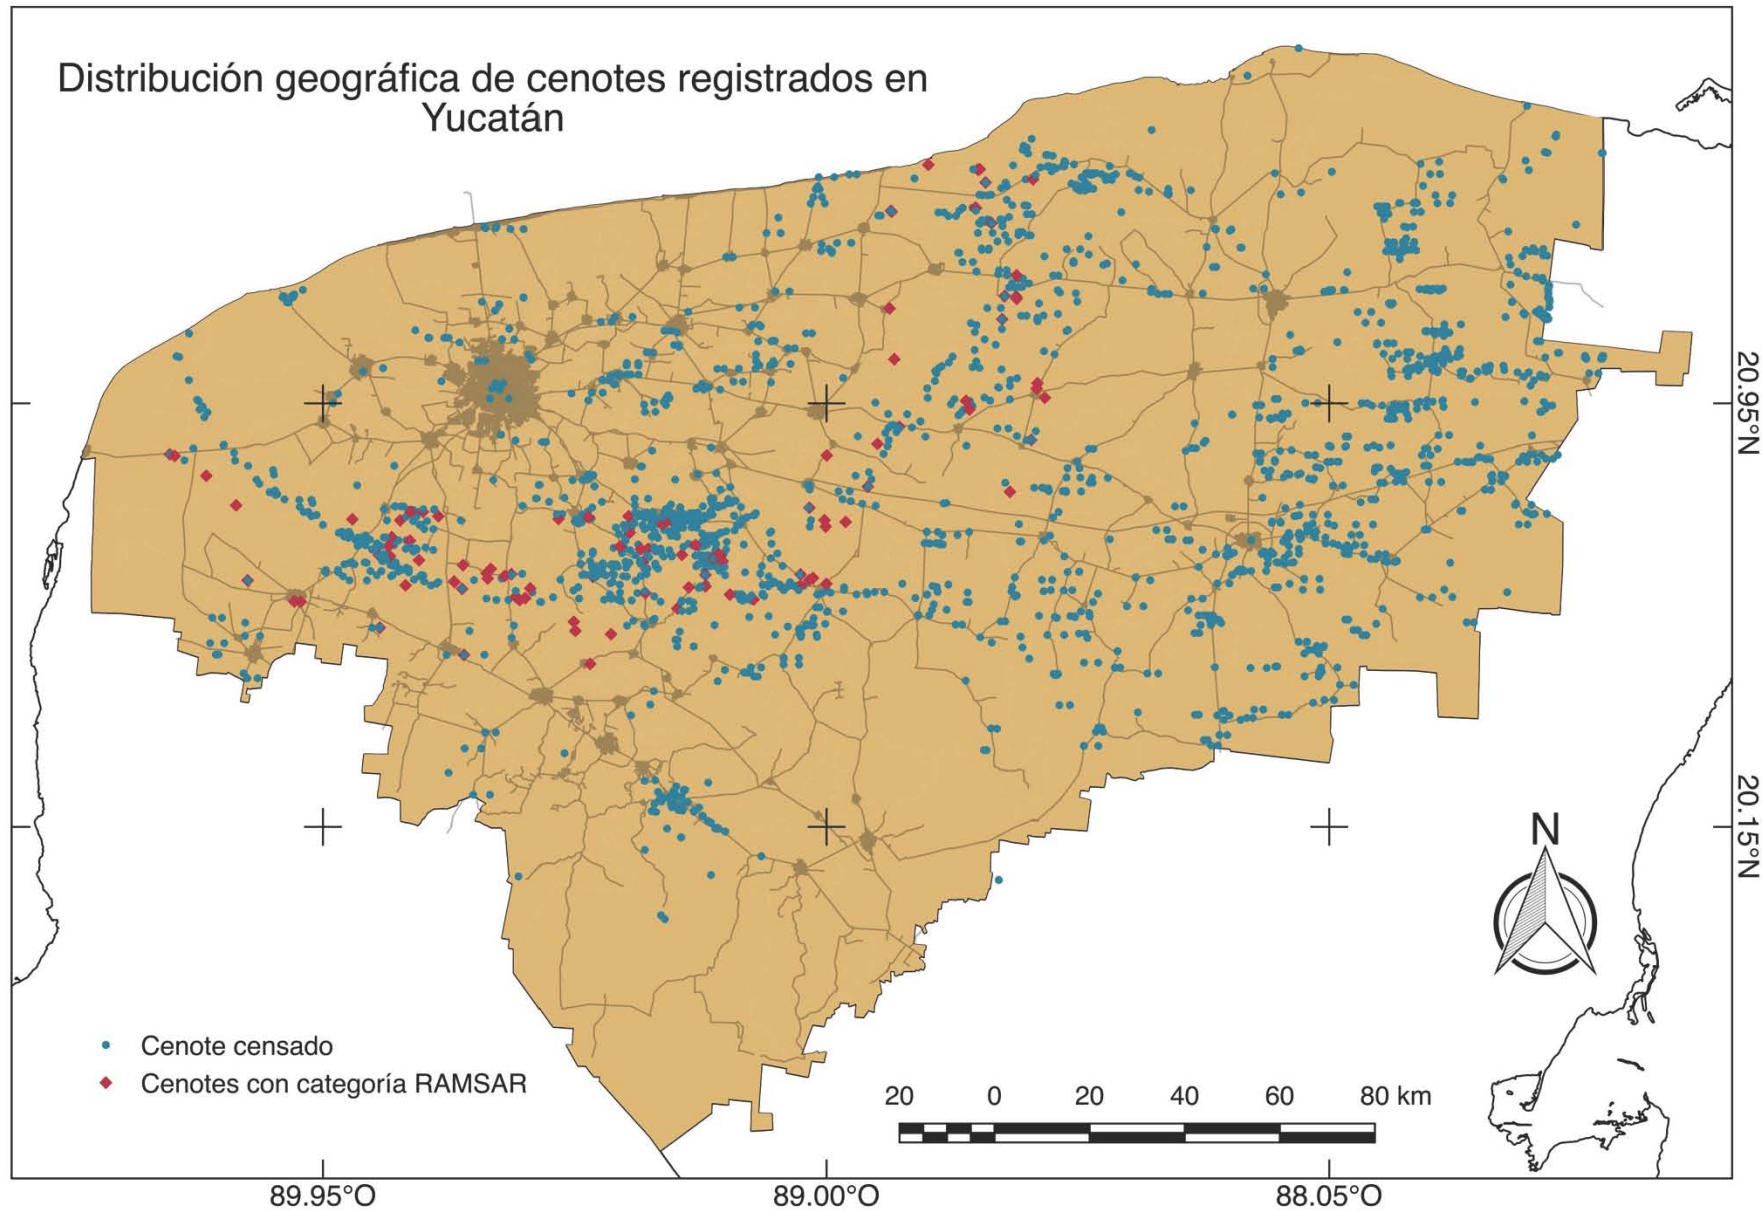 Distribución geográfica de cenotes registrados en
Yucatán
20.95°N
20.15°N
N
Cenote censado
Cenotes con categoría RAMSAR
20 0 20 40 60 80 km
89.95°O 89.00°O 88.05°O